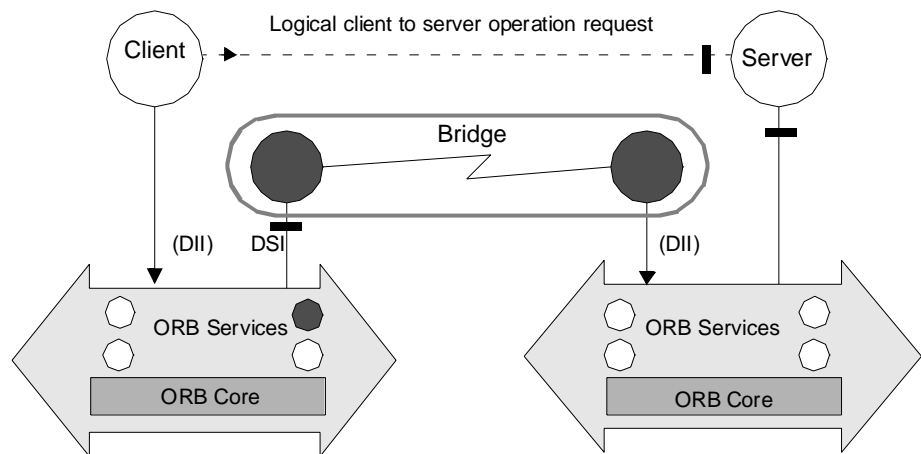 Logical client to server operation request
Client
Server
Bridge
(DII)
DSI
(DII)
ORB Services
ORB Services
ORB Core
ORB Core